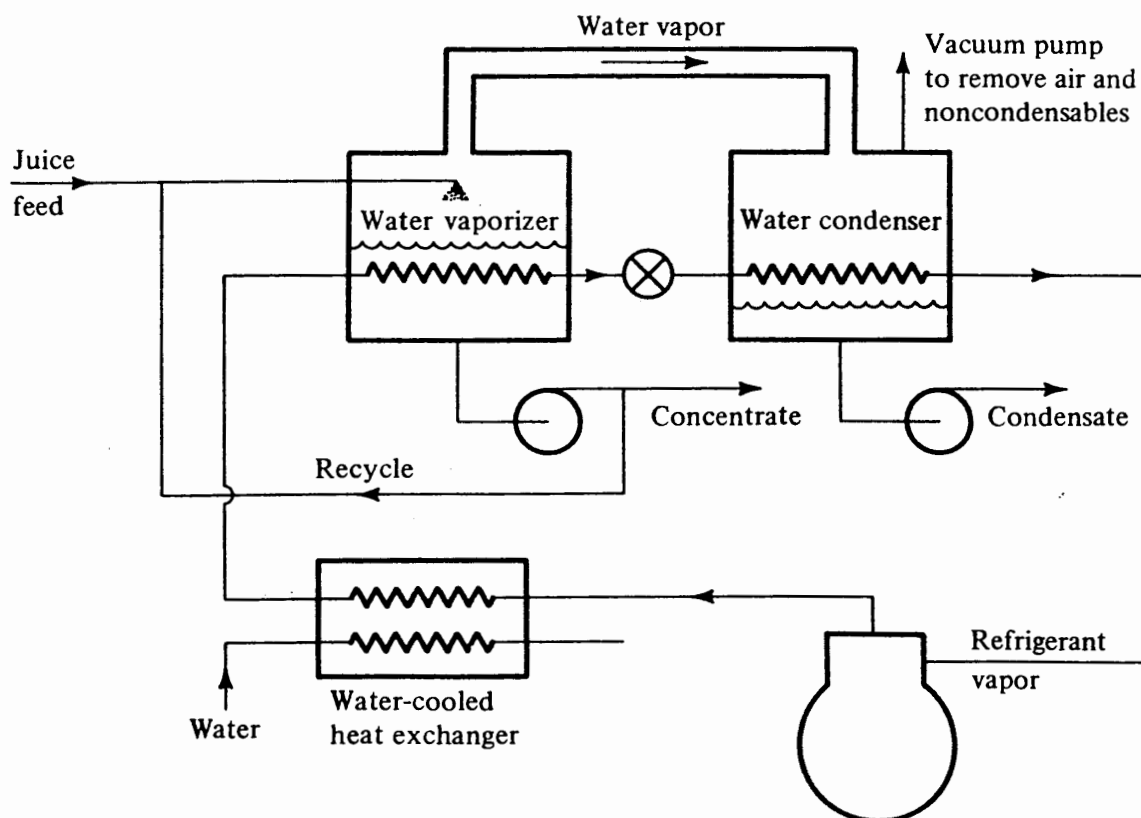 Water vapor
Vacuum pump
to remove air and
noncondensables
Juice
feed
Water vaporizer
Water condenser
Concentrate
Condensate
Recycle
Refrigerant
vapor
Water
Water-cooled
heat exchanger